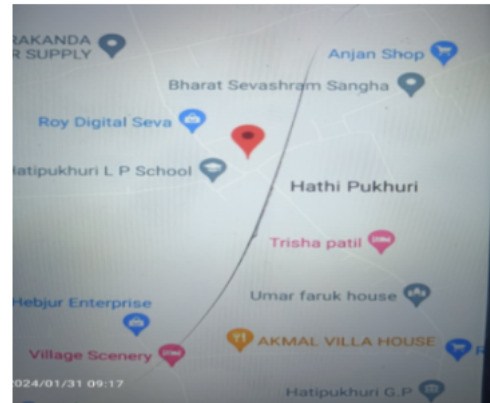 RAKANDA
R SUPPLY
Anjan Shop
Bharat Sevashram Sangha
Roy Digital Seva
Hatipukhuri L P School
Hathi Pukhuri
Trisha patil
Umar faruk house
Hebjur Enterprise
AKMAL VILLA HOUSE
R
Village Scenery
2024/01/31 09:17
Hatipukhuri G.P